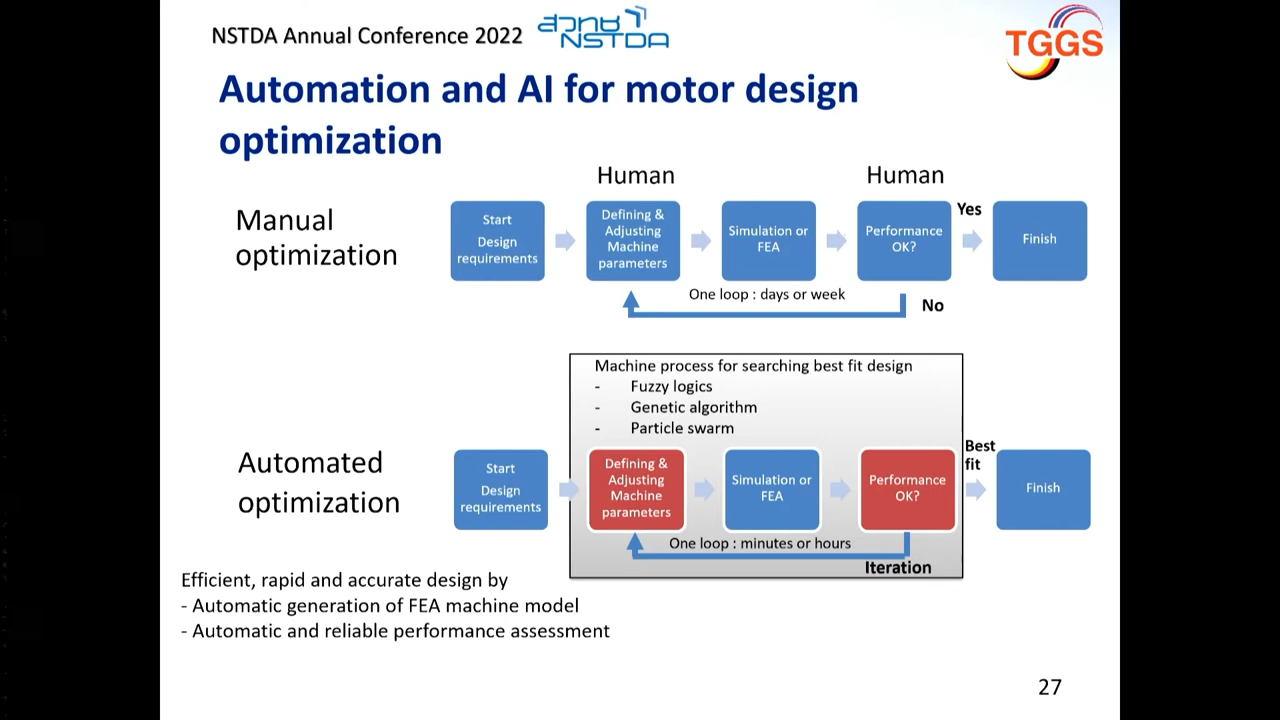 NSTDA Annual Conference 2022
สวทช
NSTDA
TGGS
Automation and AI for motor design
optimization
Human
Human
Manual
optimization
Start
Design
requirements
Defining &
Adjusting
Machine
parameters
Simulation or
FEA
Performance
OK?
Yes
Finish
One loop : days or week
No
Machine process for searching best fit design
- Fuzzy logics
- Genetic algorithm
- Particle swarm
Automated
optimization
Start
Design
requirements
Defining &
Adjusting
Machine
parameters
Simulation or
FEA
Performance
OK?
Best
fit
Finish
One loop : minutes or hours
Iteration
Efficient, rapid and accurate design by
- Automatic generation of FEA machine model
- Automatic and reliable performance assessment
27